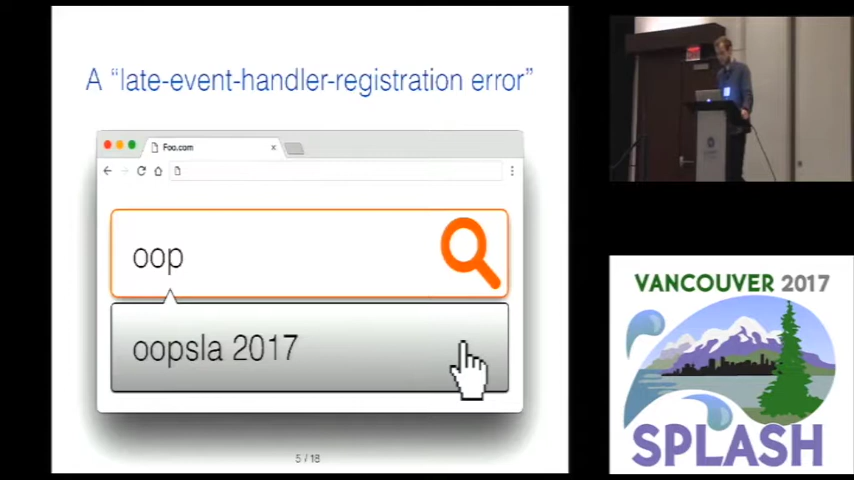 A “late-event-handler-registration error”
Foo.com
oop
oopsla 2017
5 / 18
VANCOUVER 2017
SPLASH